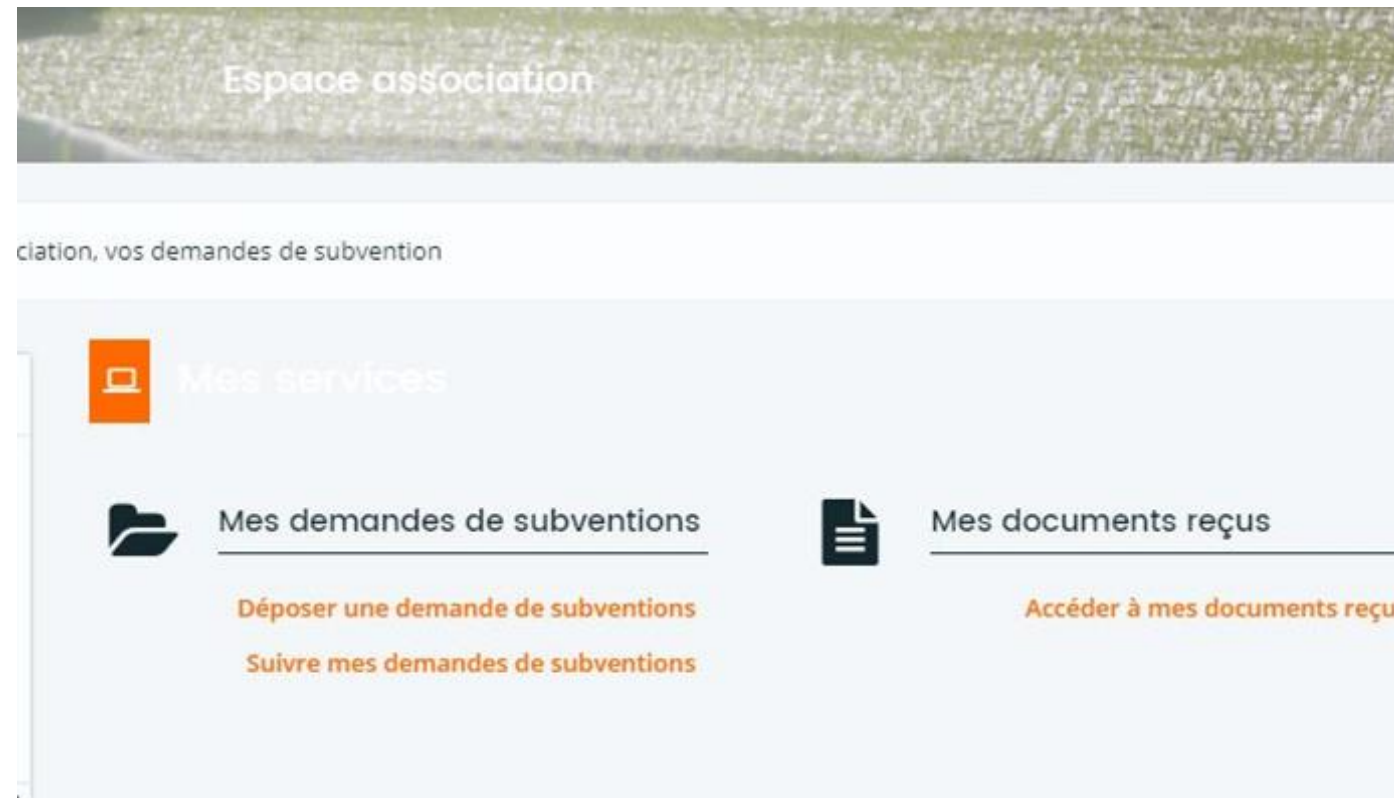 Espace association
ciation, vos demandes de subvention
Mes services
Mes demandes de subventions
Déposer une demande de subventions
Suivre mes demandes de subventions
Mes documents reçus
Accéder à mes documents reçu